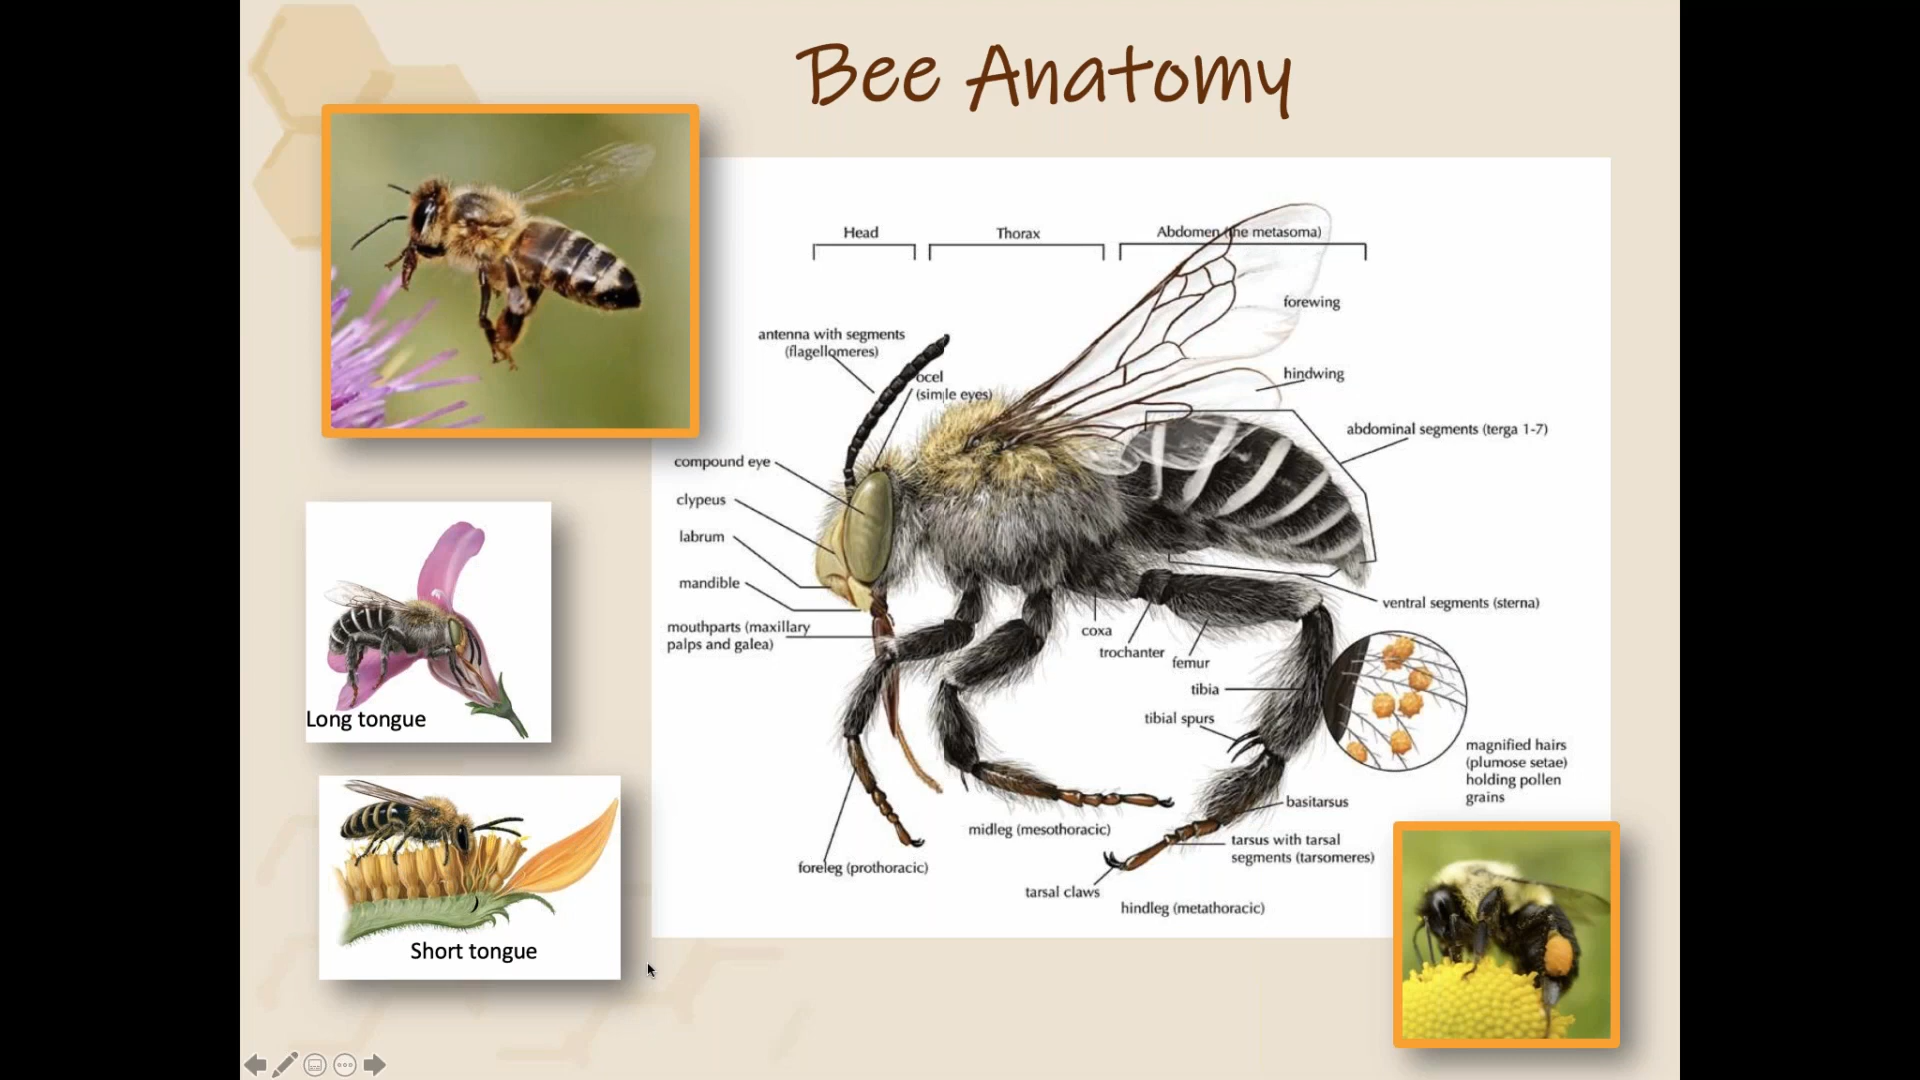 Bee Anatomy
Head
Thorax
Abdomen (the metasoma)
forewing
antenna with segments
(flagellomeres)
hindwing
ocel
(simle eyes)
abdominal segments (terga 1-7)
compound eye
clypeus
labrum
mandible
mouthparts (maxillary
palps and galea)
ventral segments (sterna)
coxa
trochanter
femur
tibia
tibial spurs
magnified hairs
(plumose setae)
holding pollen
grains
basitarsus
midleg (mesothoracic)
tarsus with tarsal
segments (tarsomeres)
foreleg (prothoracic)
tarsal claws
hindleg (metathoracic)
Long tongue
Short tongue